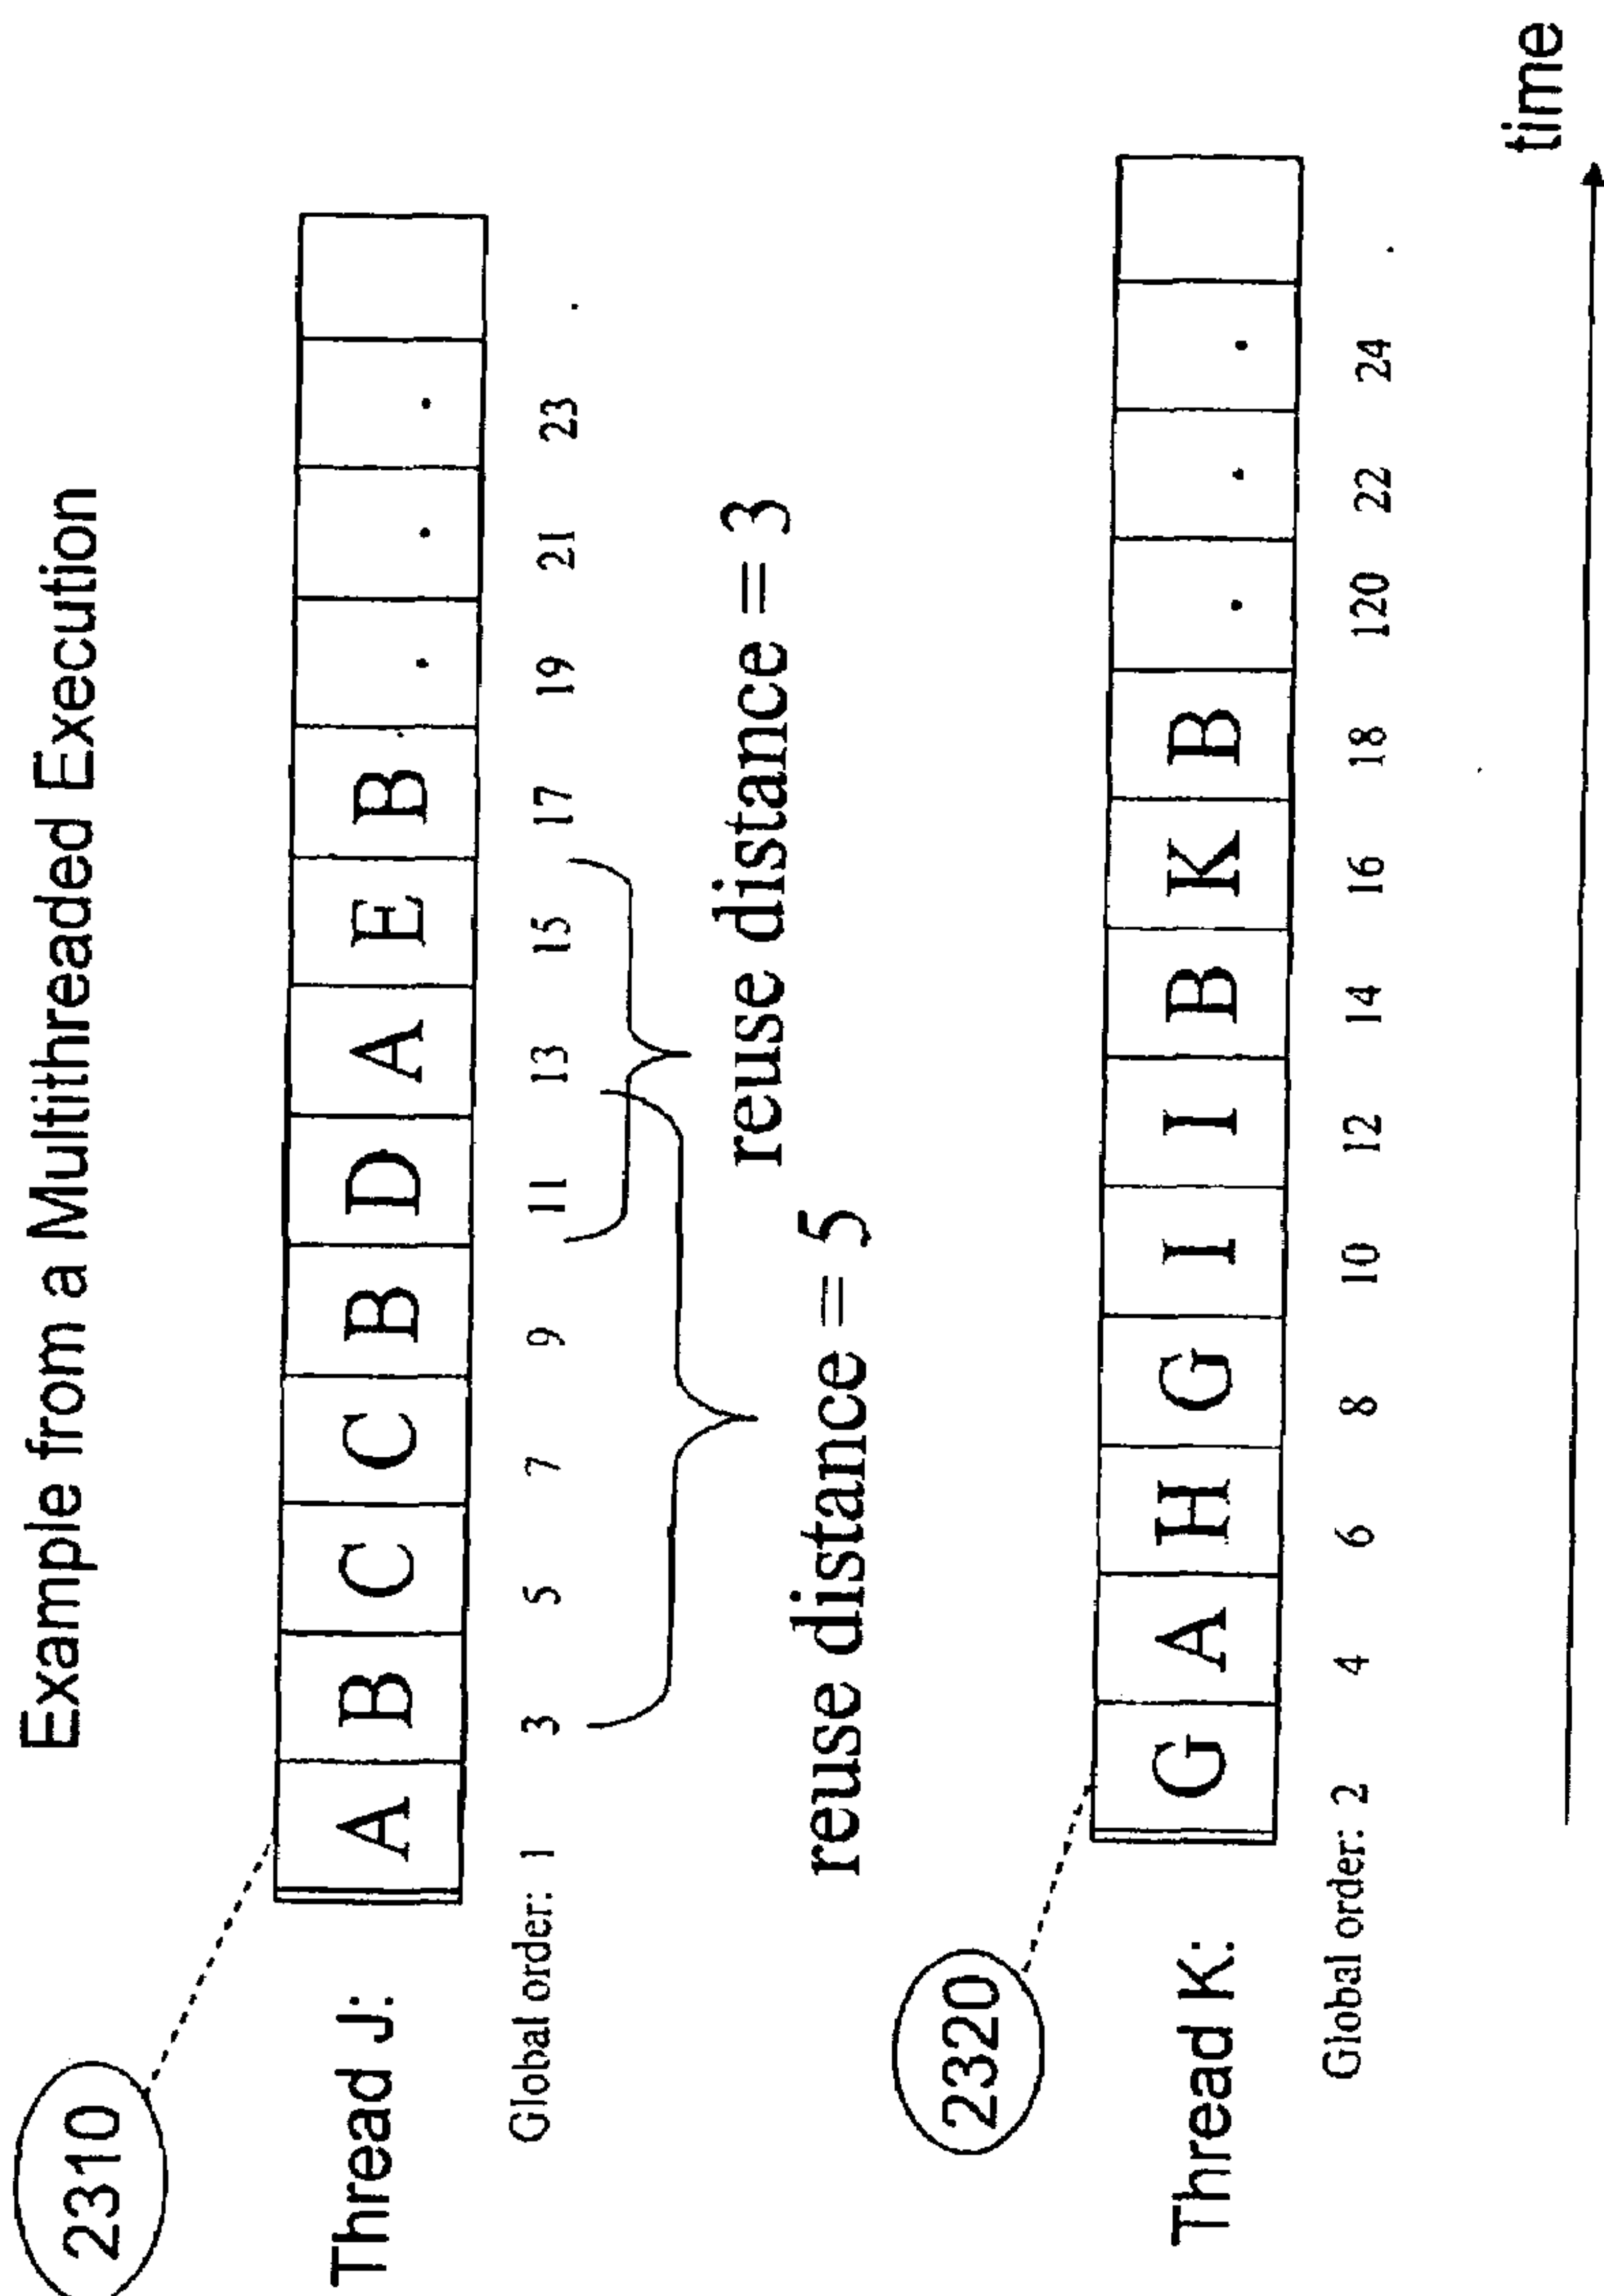 Example from a Multithreaded Execution
2310
Thread J:
A B C C B D A E B . . .
Global order: 1 3 5 7 9 11 13 15 17 19 21 23 .
reuse distance = 3
reuse distance = 5
2320
Thread K:
G A H G I I B K B . . .
Global order: 2 4 6 8 10 12 14 16 18 120 22 24 .
time